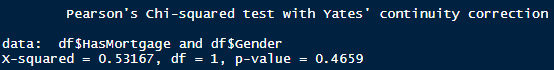 Pearson's Chi-squared test with Yates' continuity correction
data: df$HasMortgage and df$Gender
X-squared = 0.53167, df = 1, p-value = 0.4659